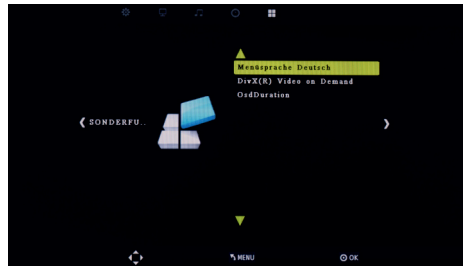 Menüsprache Deutsch
DivX(R) Video on Demand
OsdDuration
SONDERFU..
MENU
OK